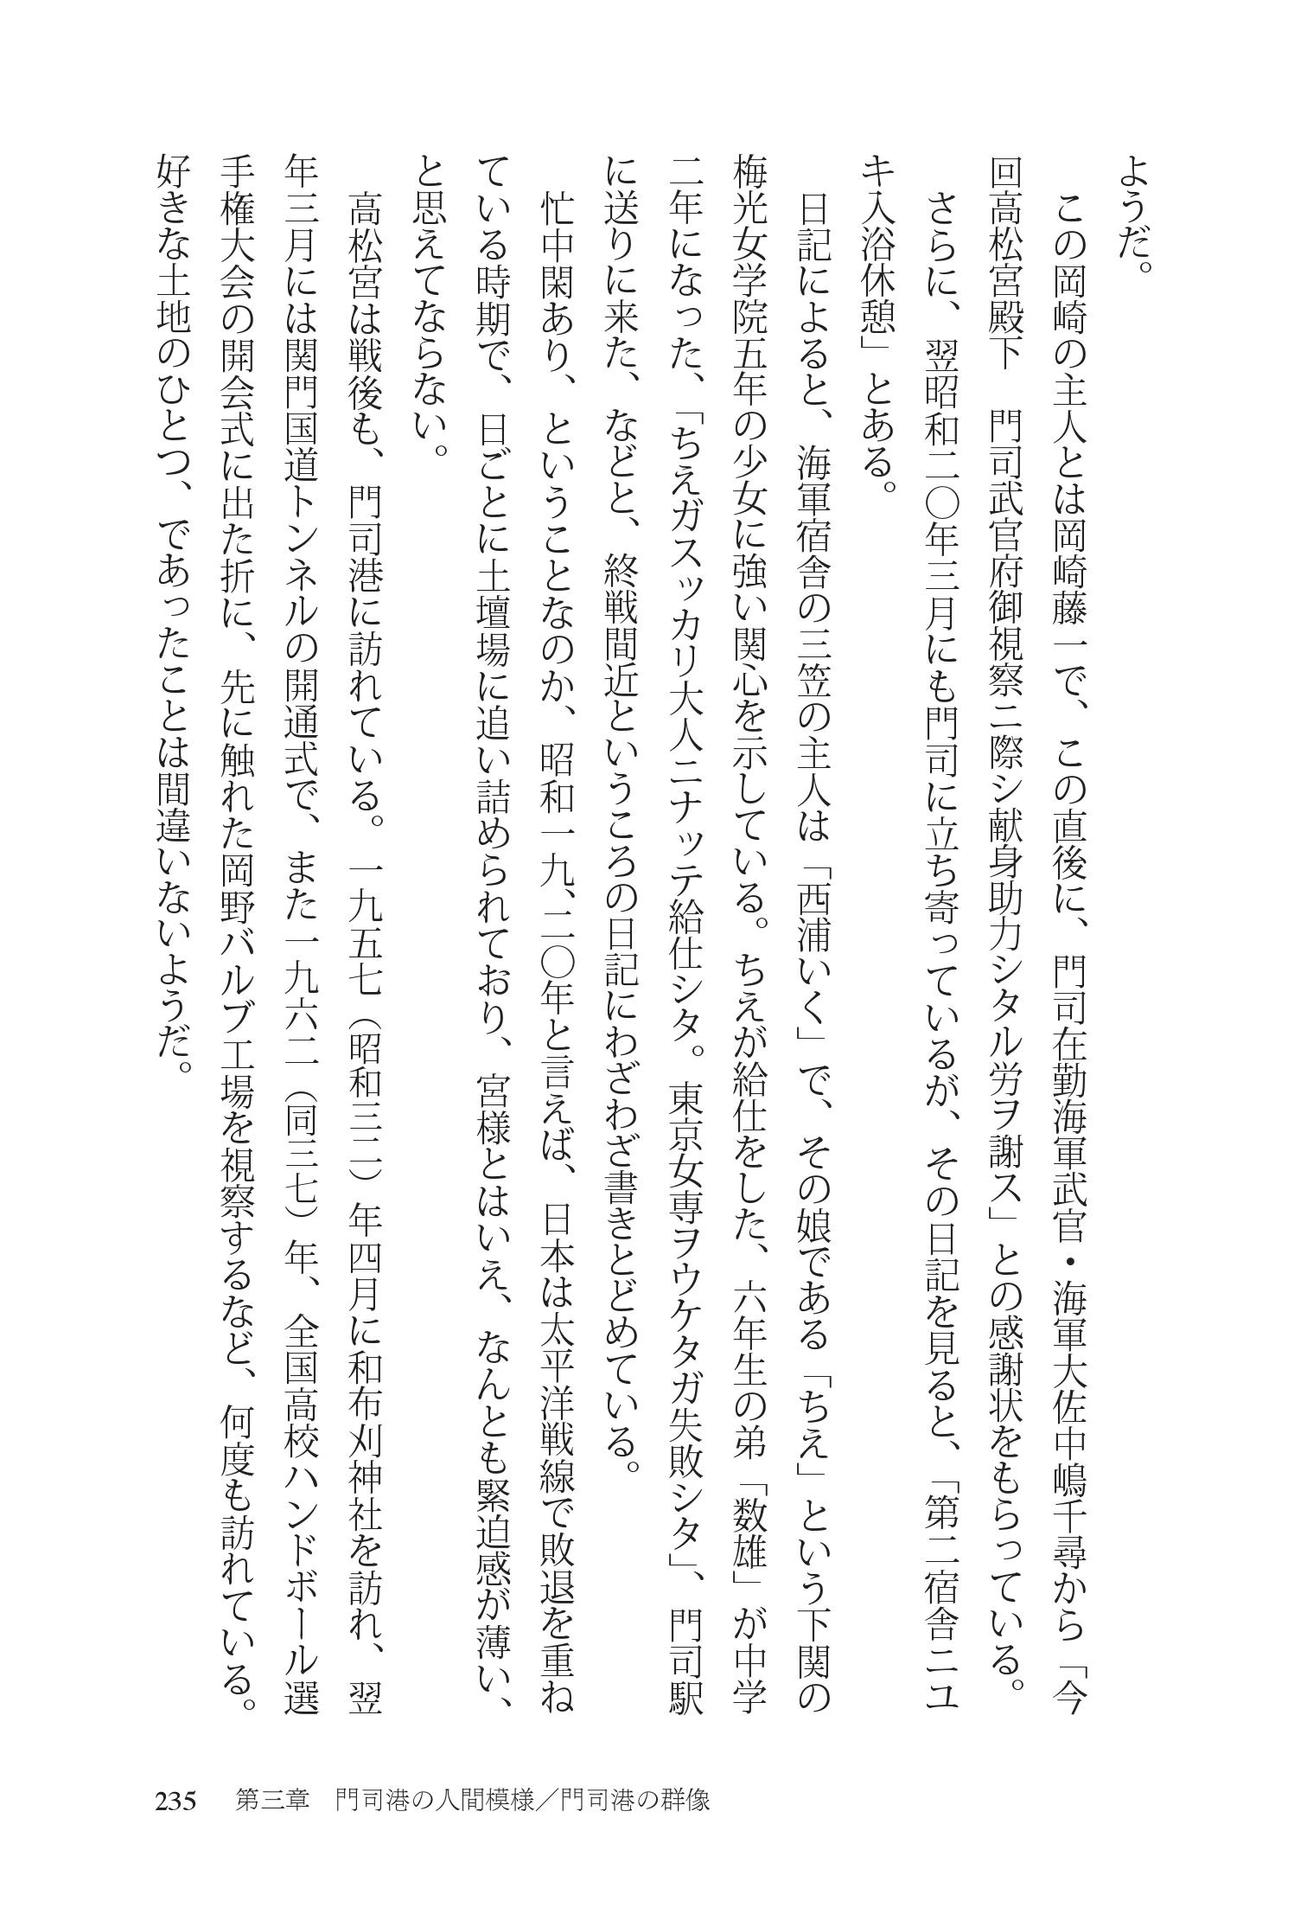 ようだ。
　この岡崎の主人とは岡崎藤一で、この直後に、門司在勤海軍武官・海軍大佐中嶋千尋から「今
回高松宮殿下　門司武官府御視察ニ際シ献身助力シタル労ヲ謝ス」との感謝状をもらっている。
　さらに、翌昭和二〇年三月にも門司に立ち寄っているが、その日記を見ると、「第二宿舎ニユ
キ入浴休憩」とある。
　日記によると、海軍宿舎の三笠の主人は「西浦いく」で、その娘である「ちえ」という下関の
梅光女学院五年の少女に強い関心を示している。ちえが給仕をした、六年生の弟「数雄」が中学
二年になった、「ちえガスッカリ大人ニナッテ給仕シタ。東京女専ヲウケタガ失敗シタ」、門司駅
に送りに来た、などと、終戦間近というころの日記にわざわざ書きとどめている。
　忙中閑あり、ということなのか、昭和一九、二〇年と言えば、日本は太平洋戦線で敗退を重ね
ている時期で、日ごとに土壇場に追い詰められており、宮様とはいえ、なんとも緊迫感が薄い、
と思えてならない。
　高松宮は戦後も、門司港に訪れている。一九五七（昭和三二）年四月に和布刈神社を訪れ、翌
年三月には関門国道トンネルの開通式で、また一九六二（同三七）年、全国高校ハンドボール選
手権大会の開会式に出た折に、先に触れた岡野バルブ工場を視察するなど、何度も訪れている。
好きな土地のひとつ、であったことは間違いないようだ。
235　第三章　門司港の人間模様／門司港の群像